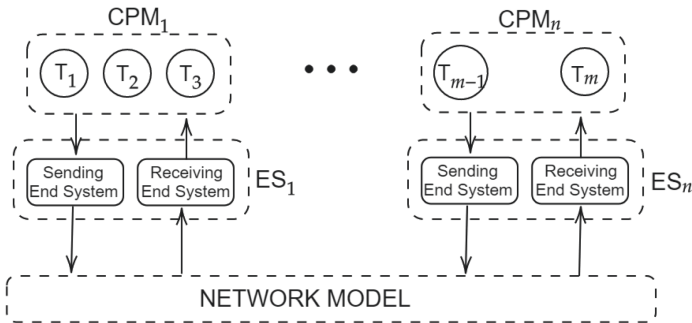 CPM₁ CPMₙ
T₁ T₂ T₃ • • • Tₘ₋₁ Tₘ
Sending
End System
Receiving
End System
ES₁
Sending
End System
Receiving
End System
ESₙ
NETWORK MODEL